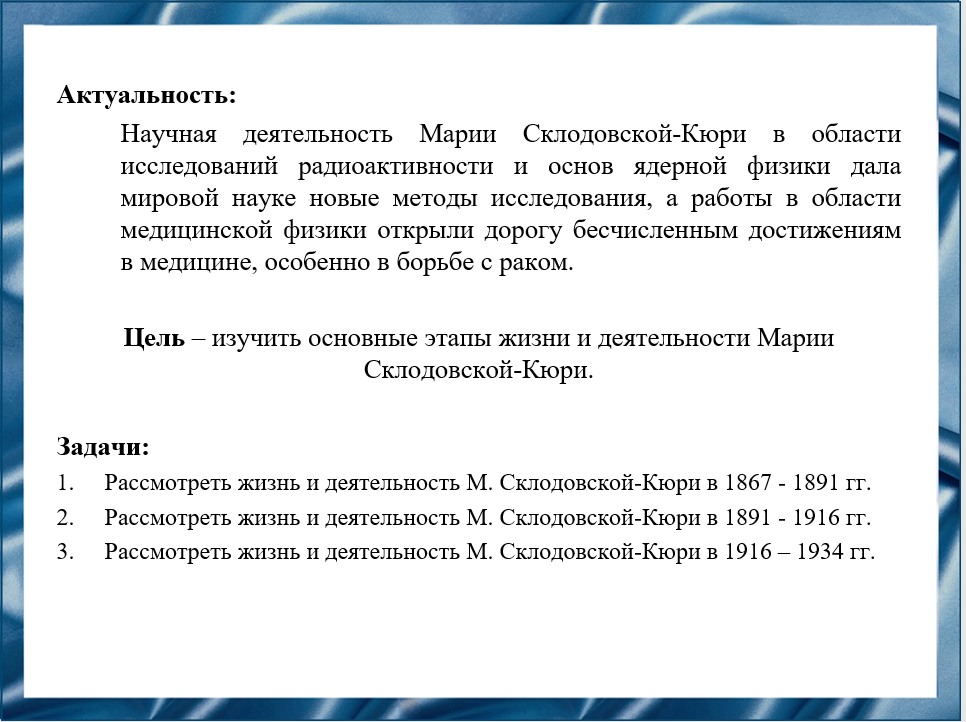 Актуальность:
Научная деятельность Марии Склодовской-Кюри в области
исследований радиоактивности и основ ядерной физики дала
мировой науке новые методы исследования, а работы в области
медицинской физики открыли дорогу бесчисленным достижениям
в медицине, особенно в борьбе с раком.
Цель – изучить основные этапы жизни и деятельности Марии
Склодовской-Кюри.
Задачи:
1. Рассмотреть жизнь и деятельность М. Склодовской-Кюри в 1867 - 1891 гг.
2. Рассмотреть жизнь и деятельность М. Склодовской-Кюри в 1891 - 1916 гг.
3. Рассмотреть жизнь и деятельность М. Склодовской-Кюри в 1916 – 1934 гг.